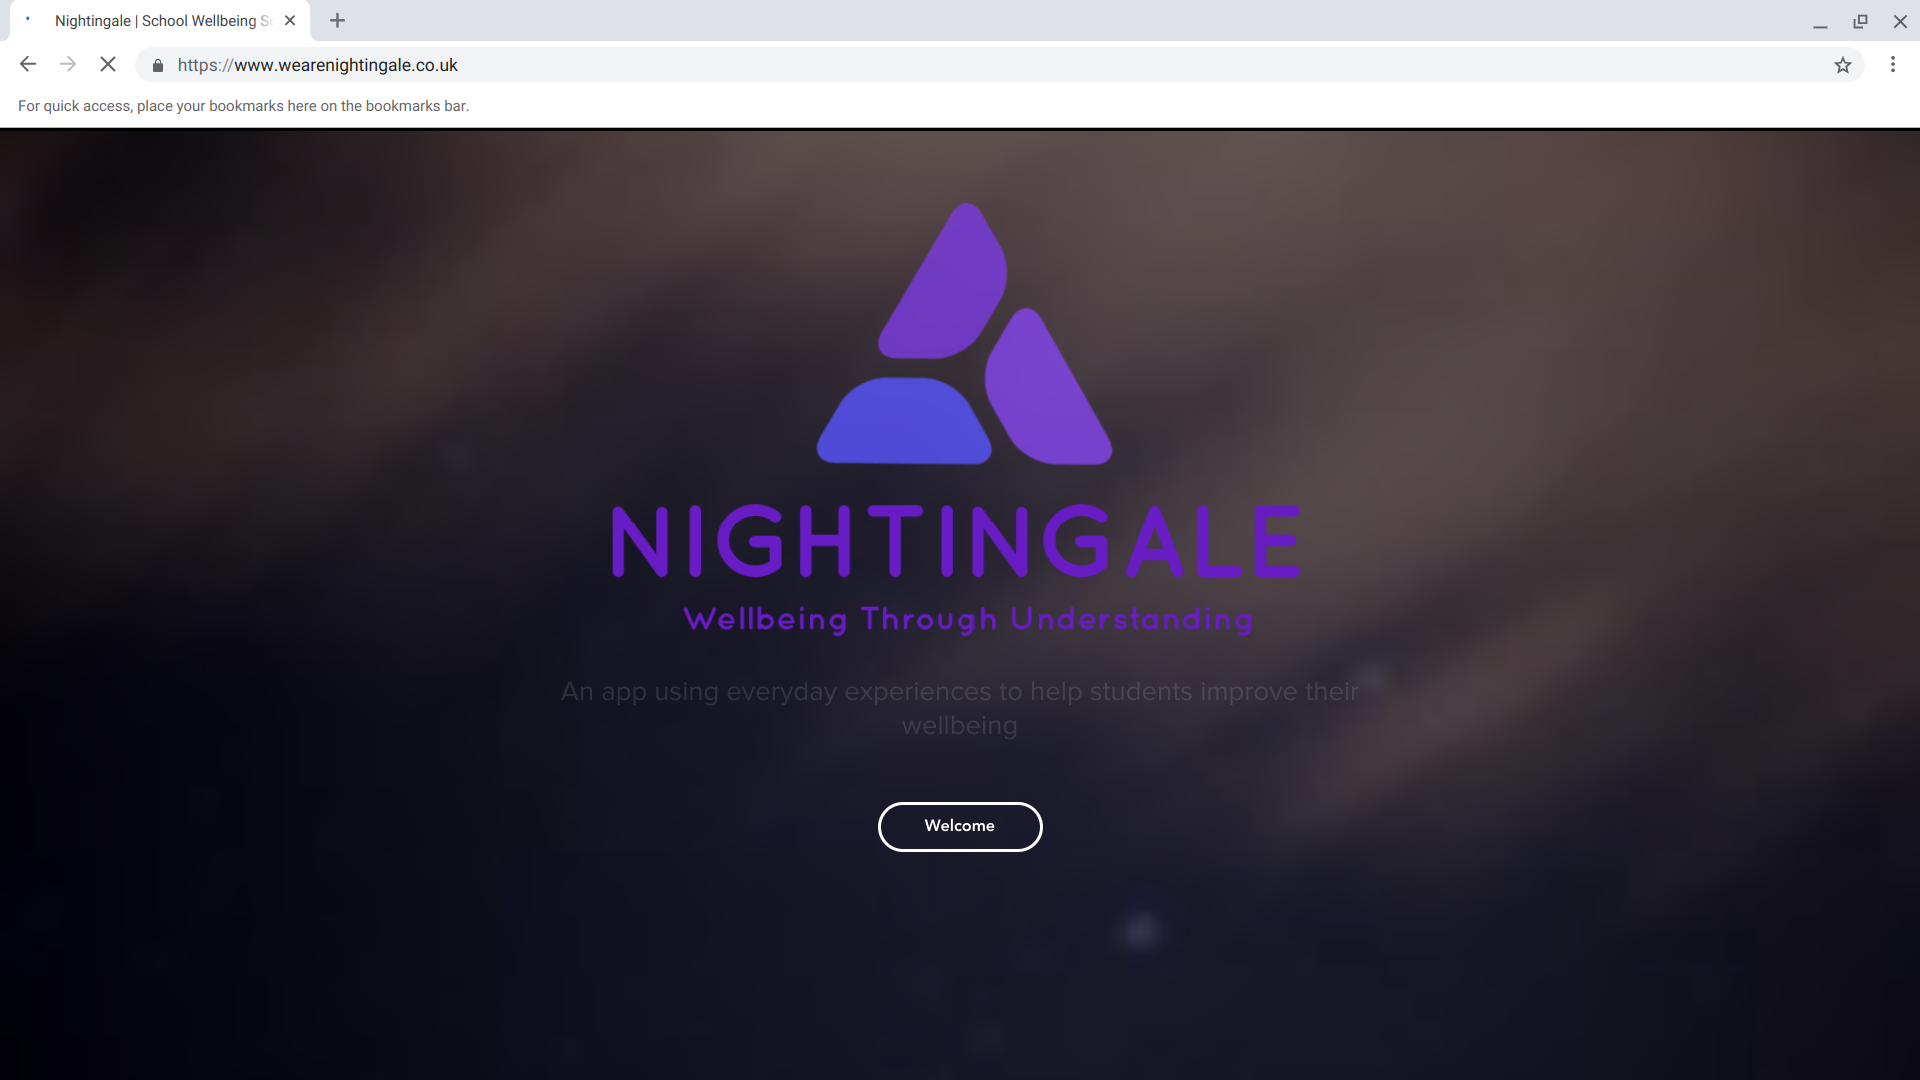 Nightingale | School Wellbeing
https://www.wearenightingale.co.uk
For quick access, place your bookmarks here on the bookmarks bar.
NIGHTINGALE
Wellbeing Through Understanding
An app using everyday experiences to help students improve their
wellbeing
Welcome